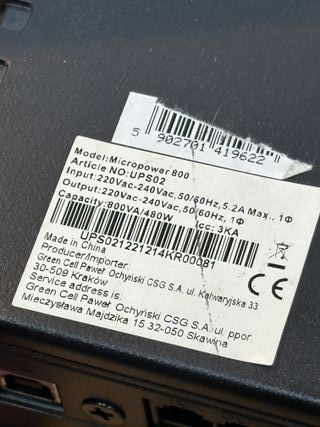 5 902701 419622
Model:Micropower 800
Article NO:UPS02
Input:220Vac-240Vac,50/60Hz,5.2A Max., 1Φ
Output:220Vac-240Vac,50/60Hz, 1Φ
Capacity:800VA/480W Icc: 3KA
UPS021221214KR00081
Made in China
Producer/Importer:
Green Cell Paweł Ochyński CSG S.A. ul. Kalwaryjska 33
30-509 Kraków
Service address is:
Green Cell Paweł Ochyński CSG S.A. ul. ppor.
Mieczysława Majdzika 15 32-050 Skawina
CE